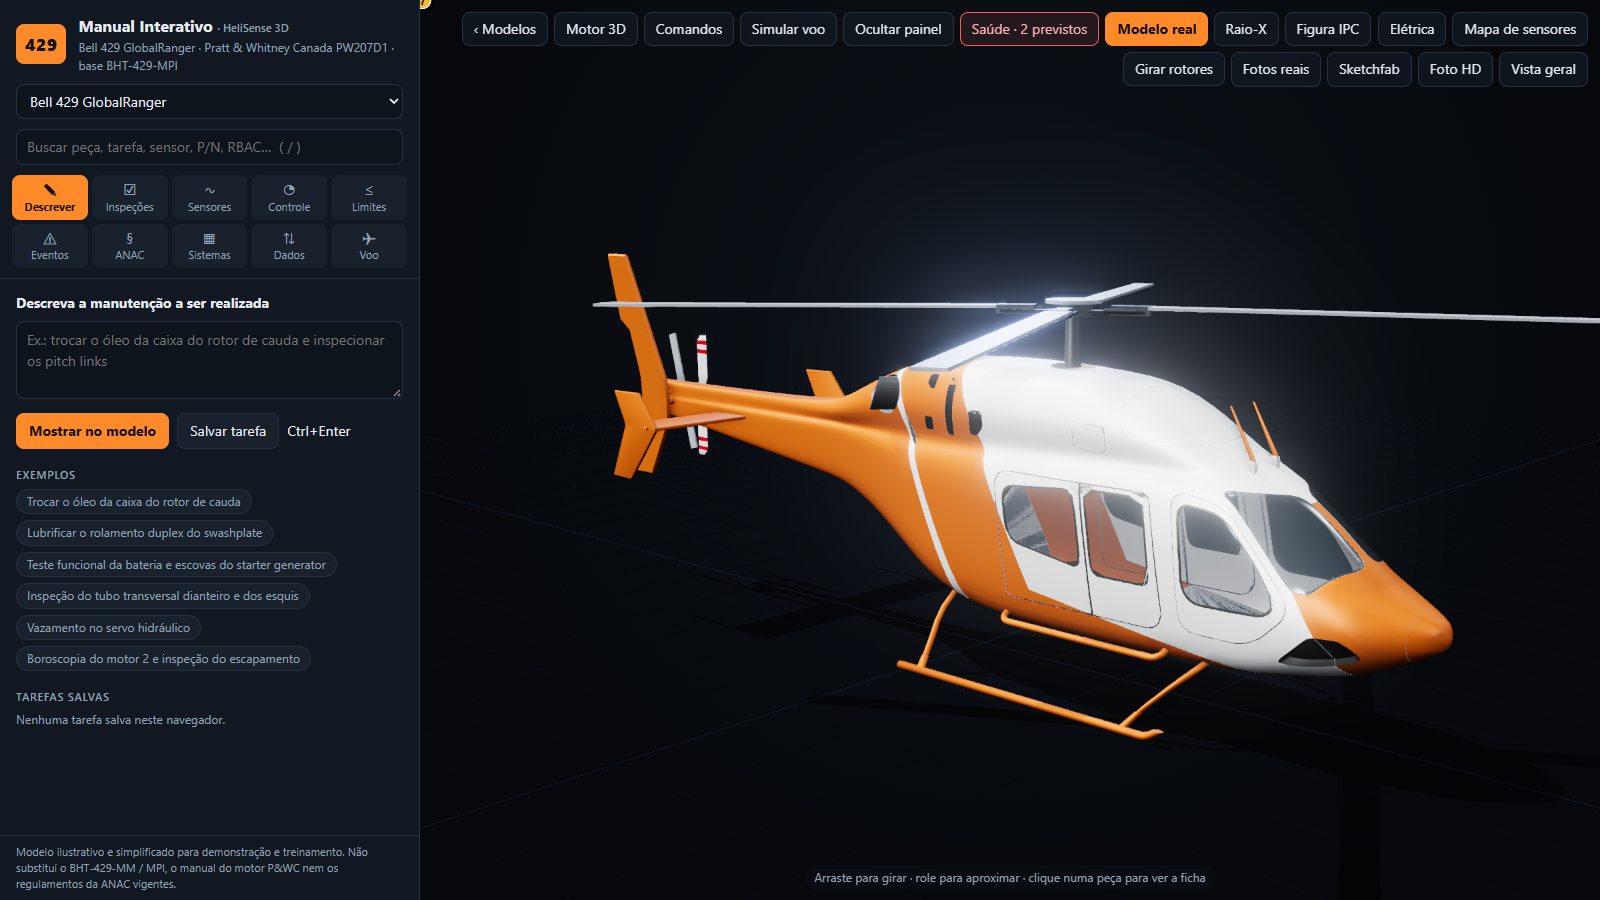 429
Manual Interativo · HeliSense 3D
Bell 429 GlobalRanger · Pratt & Whitney Canada PW207D1 ·
base BHT-429-MPI
Bell 429 GlobalRanger
Buscar peça, tarefa, sensor, P/N, RBAC... ( / )
Descrever
Inspeções
Sensores
Controle
Limites
Eventos
ANAC
Sistemas
Dados
Voo
Descreva a manutenção a ser realizada
Ex.: trocar o óleo da caixa do rotor de cauda e inspecionar
os pitch links
Mostrar no modelo
Salvar tarefa
Ctrl+Enter
EXEMPLOS
Trocar o óleo da caixa do rotor de cauda
Lubrificar o rolamento duplex do swashplate
Teste funcional da bateria e escovas do starter generator
Inspeção do tubo transversal dianteiro e dos esquis
Vazamento no servo hidráulico
Boroscopia do motor 2 e inspeção do escapamento
TAREFAS SALVAS
Nenhuma tarefa salva neste navegador.
Modelo ilustrativo e simplificado para demonstração e treinamento. Não
substitui o BHT-429-MM / MPI, o manual do motor P&WC nem os
regulamentos da ANAC vigentes.
‹ Modelos
Motor 3D
Comandos
Simular voo
Ocultar painel
Saúde · 2 previstos
Modelo real
Raio-X
Figura IPC
Elétrica
Mapa de sensores
Girar rotores
Fotos reais
Sketchfab
Foto HD
Vista geral
Arraste para girar · role para aproximar · clique numa peça para ver a ficha